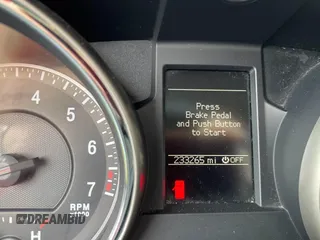 Press
Brake Pedal
and Push Button
to Start
233265 mi OFF
4
5
6
7
RPM
x1000
H
DREAMBID